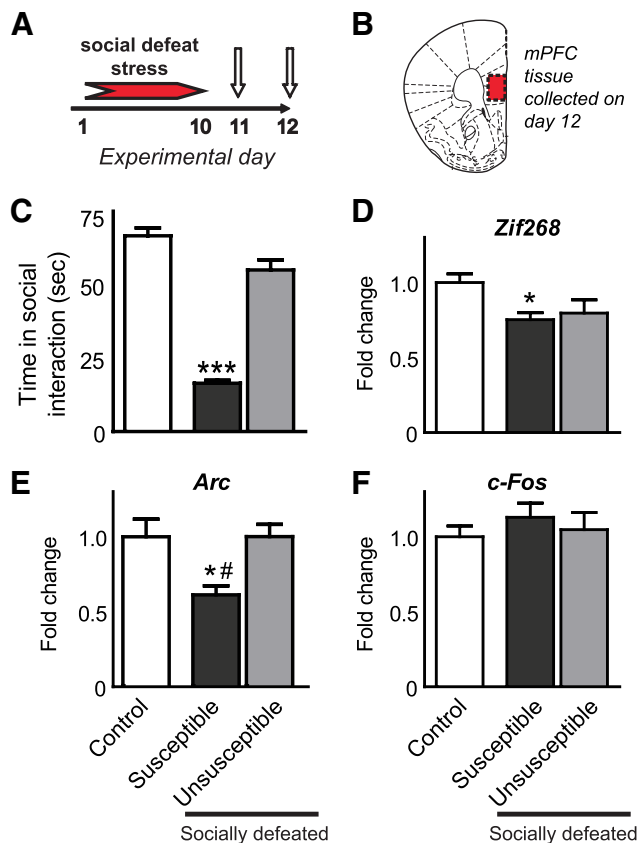 A
social defeat
stress
1
10
11
12
Experimental day
B
mPFC
tissue
collected on
day 12
C
Time in social
interaction (sec)
75
50
25
0
***
D
Zif268
Fold change
1.0
0.5
0
*
E
Arc
Fold change
1.0
0.5
0
*#
Control
Susceptible
Unsusceptible
Socially defeated
F
c-Fos
Fold change
1.0
0.5
0
Control
Susceptible
Unsusceptible
Socially defeated